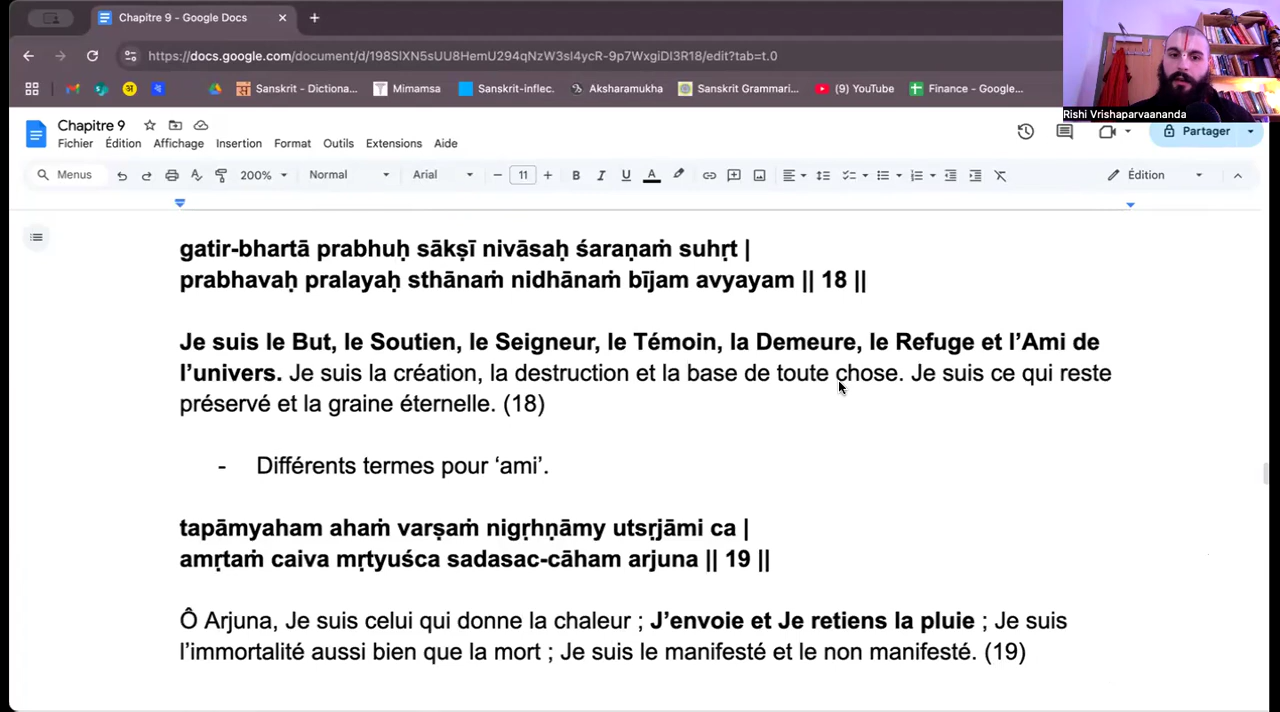 Chapitre 9 - Google Docs
https://docs.google.com/document/d/198SlXN5sUU8HemU294qNzW3sl4ycR-9p7WxgiDl3R18/edit?tab=t.0
Sanskrit - Dictiona... Mimamsa Sanskrit-inflec. Aksharamukha Sanskrit Grammari... (9) YouTube Finance – Google...
Rishi Vrishaparvaananda
Chapitre 9
Partager
Fichier Édition Affichage Insertion Format Outils Extensions Aide
Menus 200% Normal Arial 11 B I U A Édition
gatir-bhartā prabhuḥ sākṣī nivāsaḥ śaraṇaṁ suhṛt |
prabhavaḥ pralayaḥ sthānaṁ nidhānaṁ bījam avyayam || 18 ||
Je suis le But, le Soutien, le Seigneur, le Témoin, la Demeure, le Refuge et l’Ami de
l’univers. Je suis la création, la destruction et la base de toute chose. Je suis ce qui reste
préservé et la graine éternelle. (18)
- Différents termes pour ‘ami’.
tapāmyaham ahaṁ varṣaṁ nigṛhṇāmy utsṛjāmi ca |
amṛtaṁ caiva mṛtyuśca sadasac-cāham arjuna || 19 ||
Ô Arjuna, Je suis celui qui donne la chaleur ; J’envoie et Je retiens la pluie ; Je suis
l’immortalité aussi bien que la mort ; Je suis le manifesté et le non manifesté. (19)